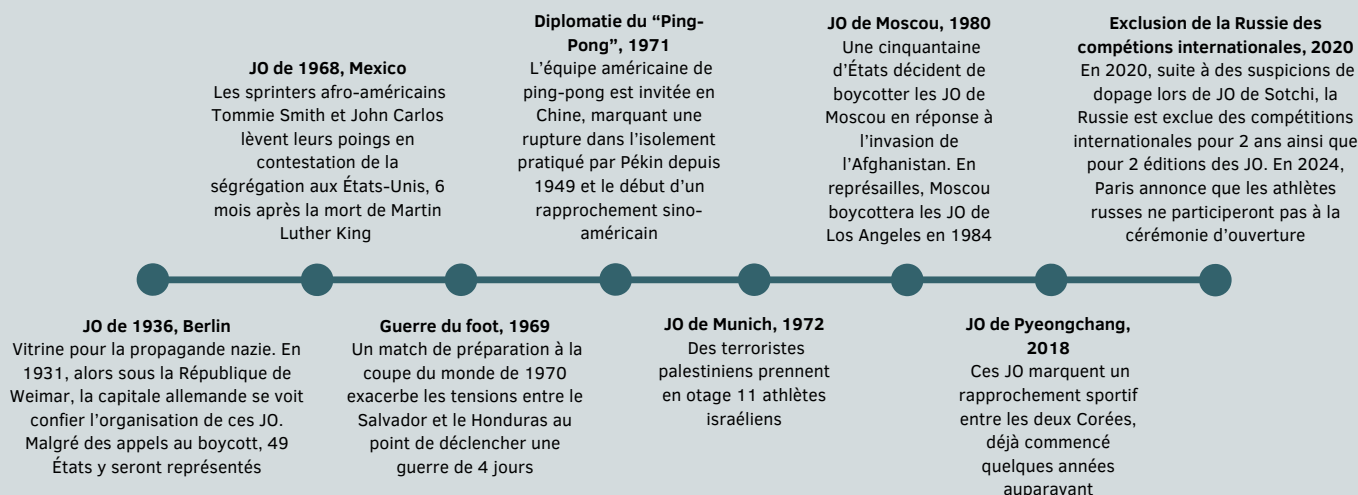 JO de 1936, Berlin
Vitrine pour la propagande nazie. En
1931, alors sous la République de
Weimar, la capitale allemande se voit
confier l’organisation de ces JO.
Malgré des appels au boycott, 49
États y seront représentés
JO de 1968, Mexico
Les sprinters afro-américains
Tommie Smith et John Carlos
lèvent leurs poings en
contestation de la
ségrégation aux États-Unis, 6
mois après la mort de Martin
Luther King
Guerre du foot, 1969
Un match de préparation à la
coupe du monde de 1970
exacerbe les tensions entre le
Salvador et le Honduras au
point de déclencher une
guerre de 4 jours
Diplomatie du “Ping-
Pong”, 1971
L’équipe américaine de
ping-pong est invitée en
Chine, marquant une
rupture dans l’isolement
pratiqué par Pékin depuis
1949 et le début d’un
rapprochement sino-
américain
JO de Munich, 1972
Des terroristes
palestiniens prennent
en otage 11 athlètes
israéliens
JO de Moscou, 1980
Une cinquantaine
d’États décident de
boycotter les JO de
Moscou en réponse à
l’invasion de
l’Afghanistan. En
représailles, Moscou
boycottera les JO de
Los Angeles en 1984
JO de Pyeongchang,
2018
Ces JO marquent un
rapprochement sportif
entre les deux Corées,
déjà commencé
quelques années
auparavant
Exclusion de la Russie des
compétions internationales, 2020
En 2020, suite à des suspicions de
dopage lors de JO de Sotchi, la
Russie est exclue des compétitions
internationales pour 2 ans ainsi que
pour 2 éditions des JO. En 2024,
Paris annonce que les athlètes
russes ne participeront pas à la
cérémonie d’ouverture